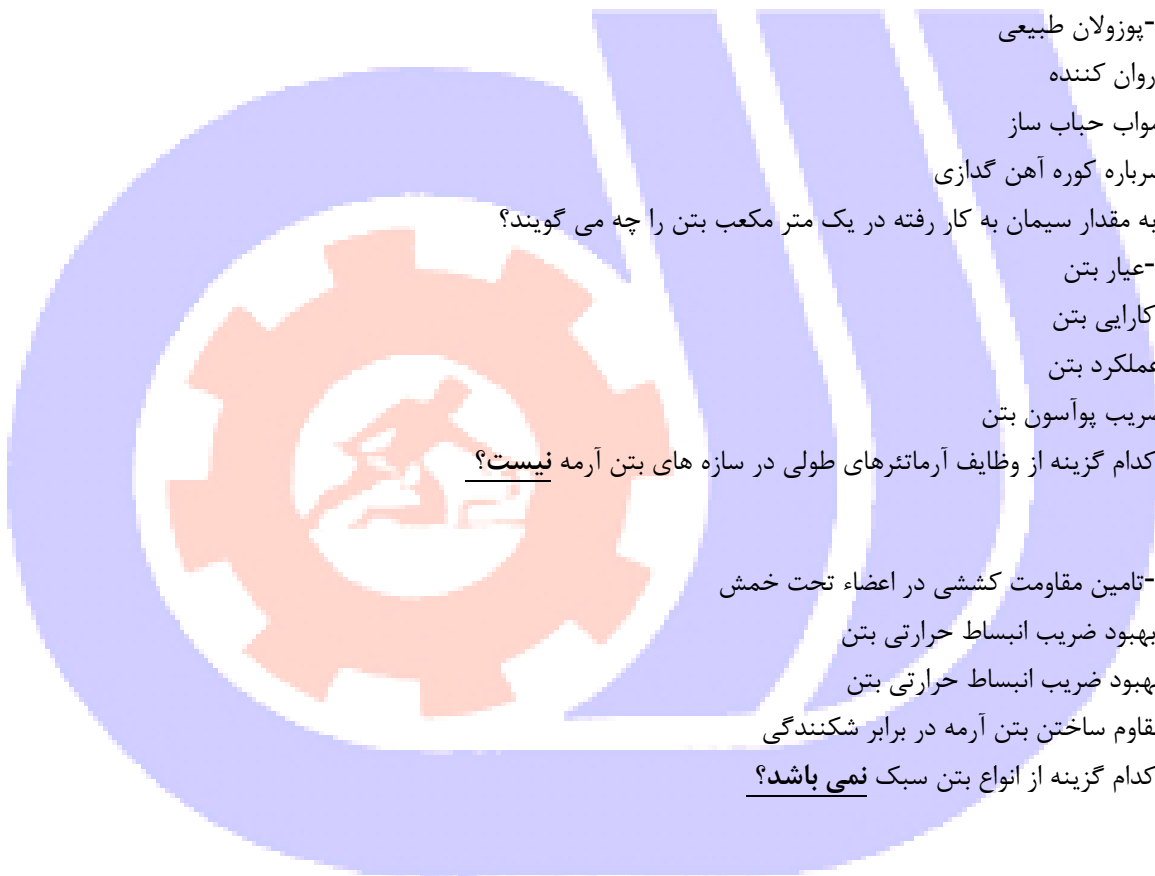 -پوزولان طبیعی
روان کننده
مواب حباب ساز
سرباره کوره آهن گدازی
به مقدار سیمان به کار رفته در یک متر مکعب بتن را چه می گویند؟
-عیار بتن
کارایی بتن
عملکرد بتن
ضریب پوآسون بتن
کدام گزینه از وظایف آرماتئرهای طولی در سازه های بتن آرمه نیست؟
-تامین مقاومت کششی در اعضاء تحت خمش
بهبود ضریب انبساط حرارتی بتن
بهبود ضریب انبساط حرارتی بتن
مقاوم ساختن بتن آرمه در برابر شکنندگی
کدام گزینه از انواع بتن سبک نمی باشد؟